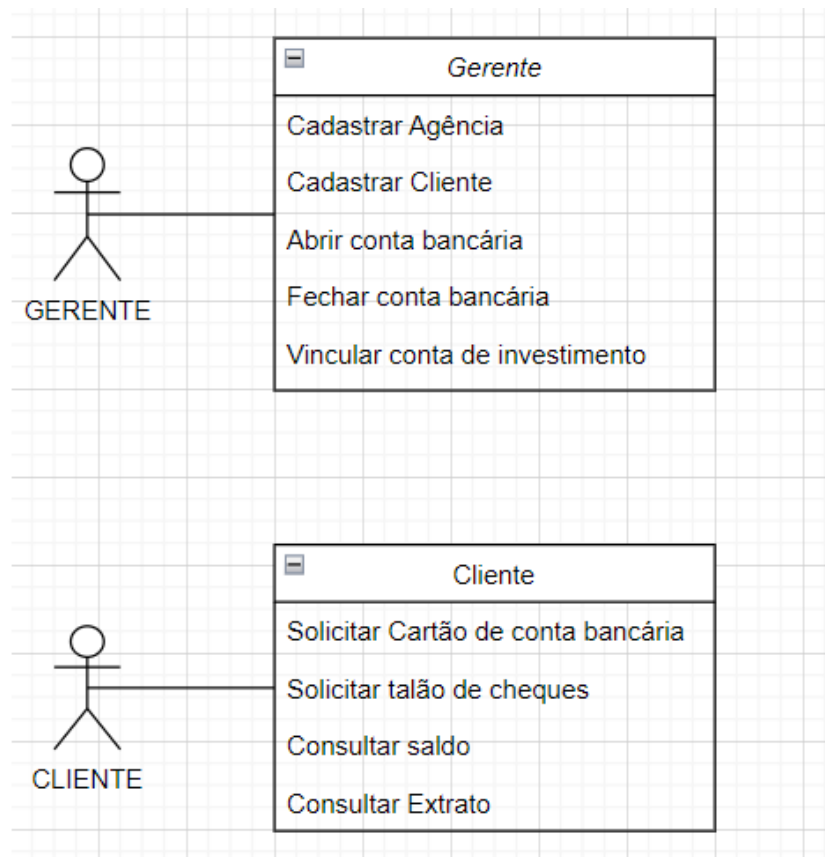 Gerente
Cadastrar Agência
Cadastrar Cliente
Abrir conta bancária
Fechar conta bancária
Vincular conta de investimento
GERENTE
Cliente
Solicitar Cartão de conta bancária
Solicitar talão de cheques
Consultar saldo
Consultar Extrato
CLIENTE